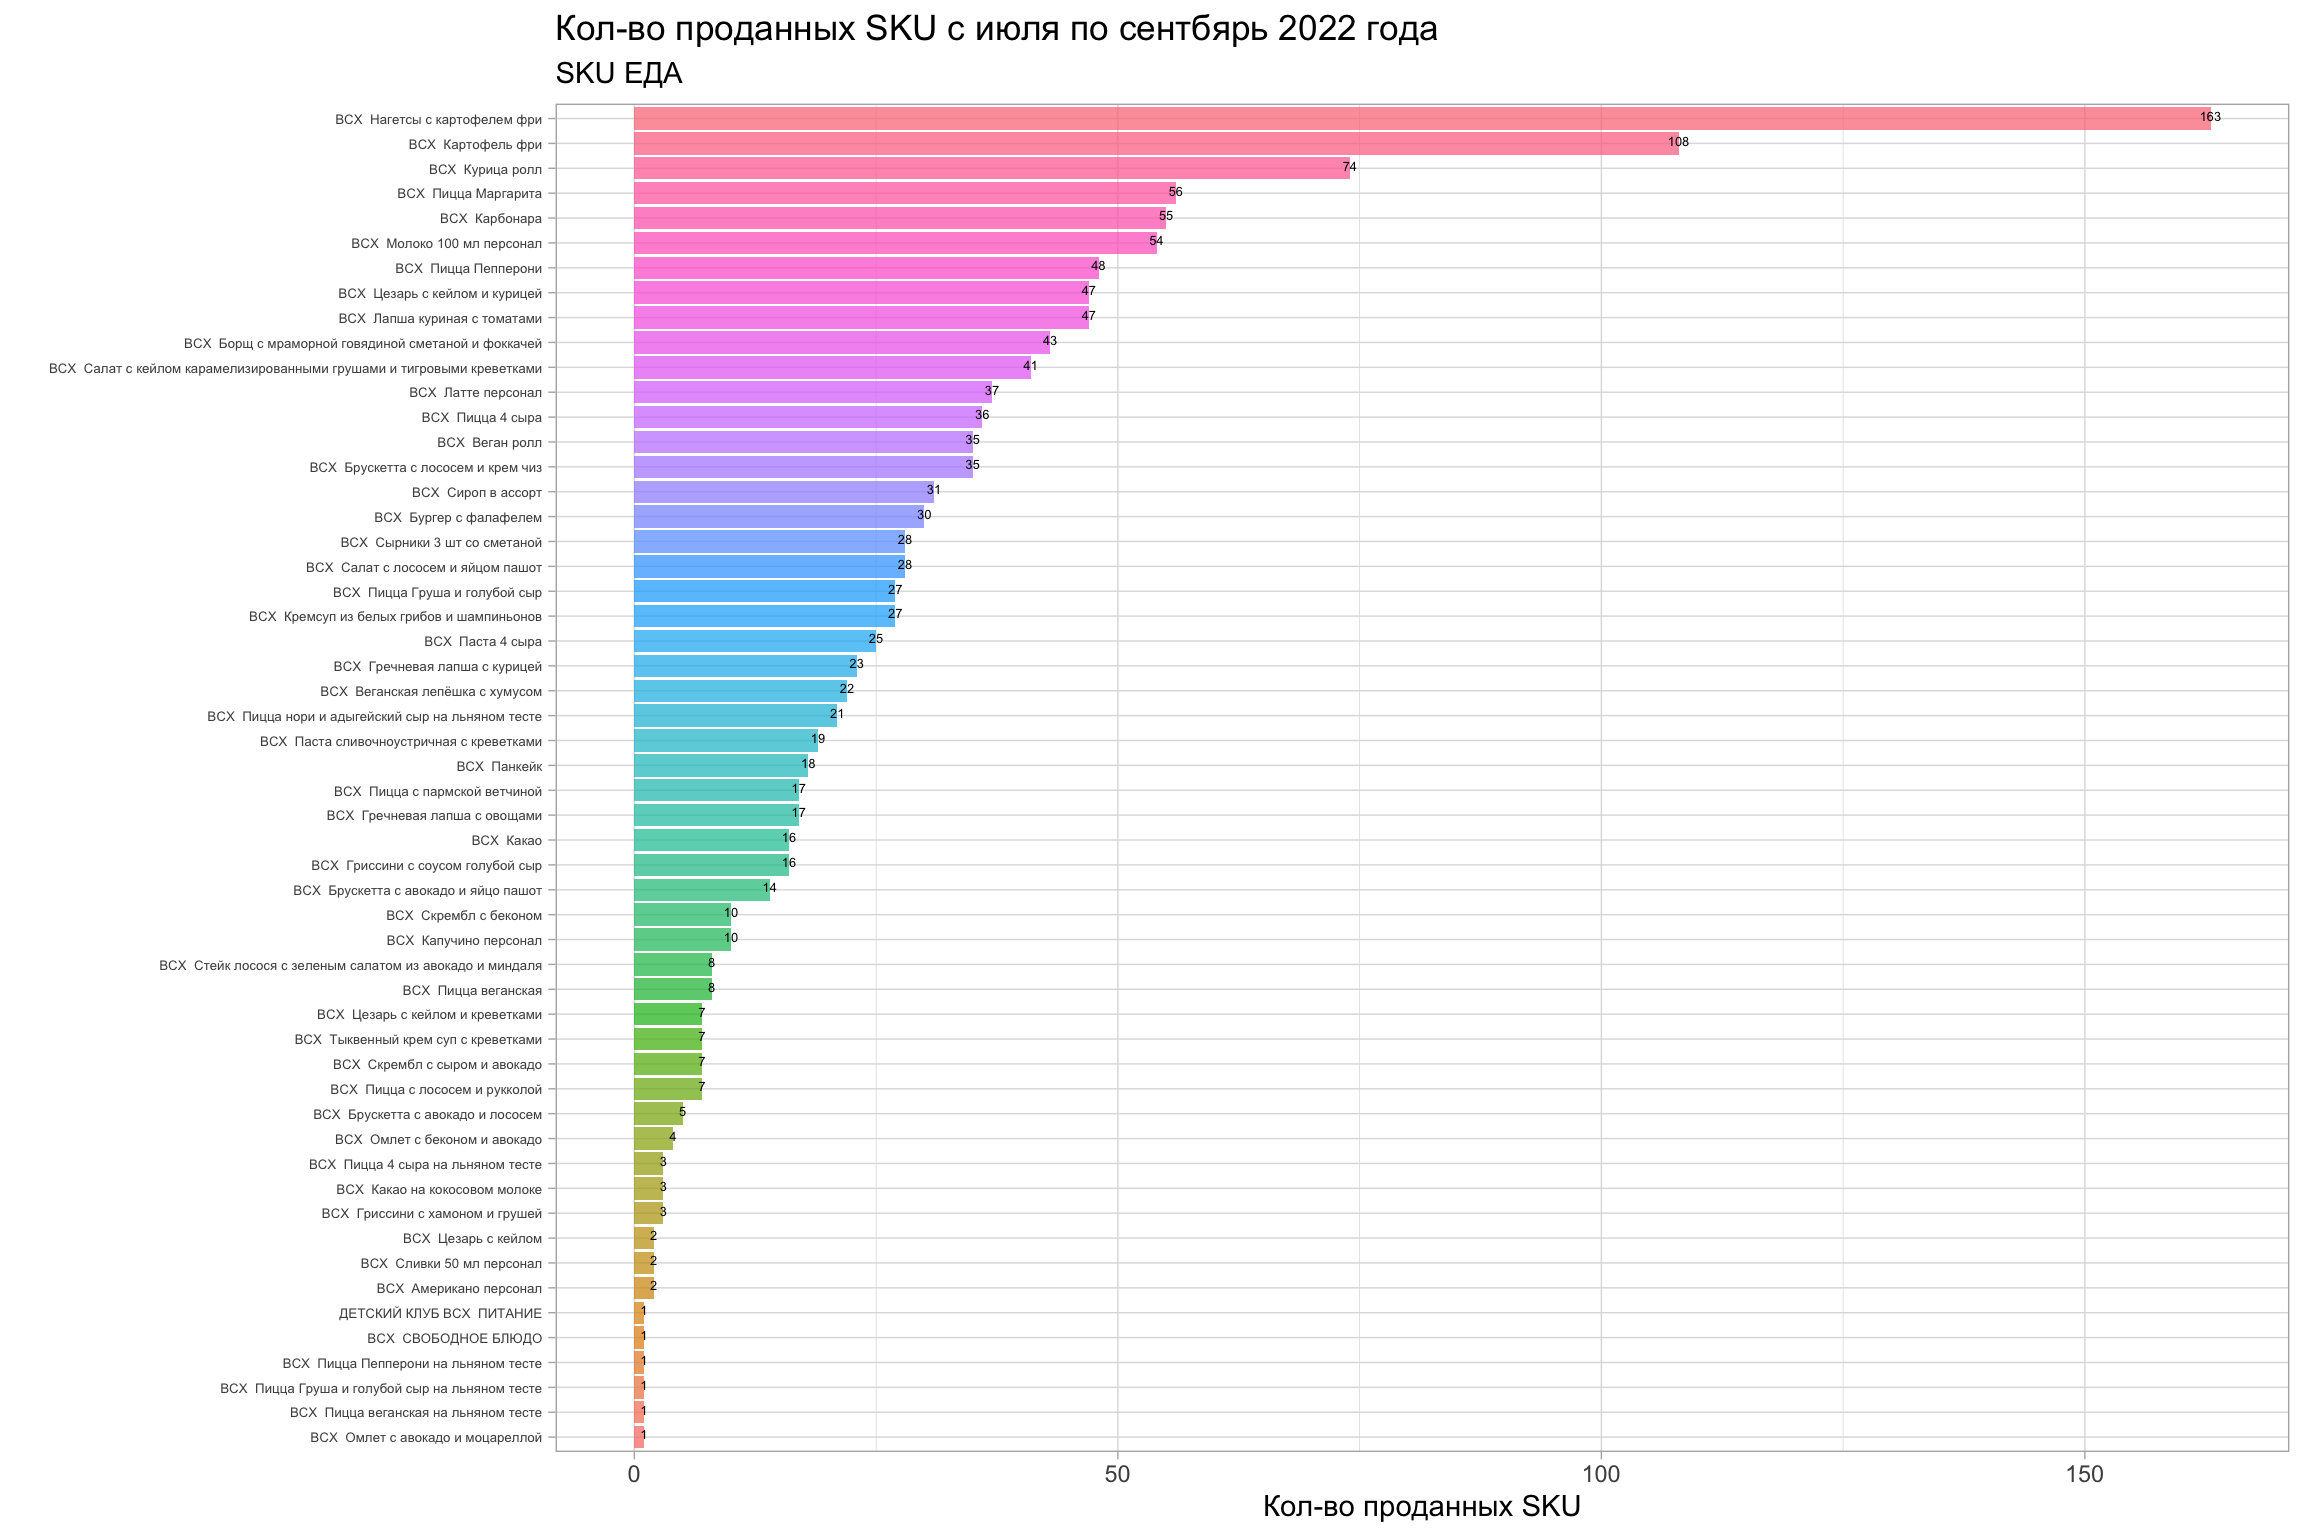 Кол-во проданных SKU с июля по сентбярь 2022 года
SKU ЕДА
ВСХ Нагетсы с картофелем фри 163
ВСХ Картофель фри 108
ВСХ Курица ролл 74
ВСХ Пицца Маргарита 56
ВСХ Карбонара 55
ВСХ Молоко 100 мл персонал 54
ВСХ Пицца Пепперони 48
ВСХ Цезарь с кейлом и курицей 47
ВСХ Лапша куриная с томатами 47
ВСХ Борщ с мраморной говядиной сметаной и фоккачей 43
ВСХ Салат с кейлом карамелизированными грушами и тигровыми креветками 41
ВСХ Латте персонал 37
ВСХ Пицца 4 сыра 36
ВСХ Веган ролл 35
ВСХ Брускетта с лососем и крем чиз 35
ВСХ Сироп в ассорт 31
ВСХ Бургер с фалафелем 30
ВСХ Сырники 3 шт со сметаной 28
ВСХ Салат с лососем и яйцом пашот 28
ВСХ Пицца Груша и голубой сыр 27
ВСХ Кремсуп из белых грибов и шампиньонов 27
ВСХ Паста 4 сыра 25
ВСХ Гречневая лапша с курицей 23
ВСХ Веганская лепёшка с хумусом 22
ВСХ Пицца нори и адыгейский сыр на льняном тесте 21
ВСХ Паста сливочноустричная с креветками 19
ВСХ Панкейк 18
ВСХ Пицца с пармской ветчиной 17
ВСХ Гречневая лапша с овощами 17
ВСХ Какао 16
ВСХ Гриссини с соусом голубой сыр 16
ВСХ Брускетта с авокадо и яйцо пашот 14
ВСХ Скрембл с беконом 10
ВСХ Капучино персонал 10
ВСХ Стейк лосося с зеленым салатом из авокадо и миндаля 8
ВСХ Пицца веганская 8
ВСХ Цезарь с кейлом и креветками 7
ВСХ Тыквенный крем суп с креветками 7
ВСХ Скрембл с сыром и авокадо 7
ВСХ Пицца с лососем и рукколой 7
ВСХ Брускетта с авокадо и лососем 5
ВСХ Омлет с беконом и авокадо 4
ВСХ Пицца 4 сыра на льняном тесте 3
ВСХ Какао на кокосовом молоке 3
ВСХ Гриссини с хамоном и грушей 3
ВСХ Цезарь с кейлом 2
ВСХ Сливки 50 мл персонал 2
ВСХ Американо персонал 2
ДЕТСКИЙ КЛУБ ВСХ ПИТАНИЕ 1
ВСХ СВОБОДНОЕ БЛЮДО 1
ВСХ Пицца Пепперони на льняном тесте 1
ВСХ Пицца Груша и голубой сыр на льняном тесте 1
ВСХ Пицца веганская на льняном тесте 1
ВСХ Омлет с авокадо и моцареллой 1
0 50 100 150
Кол-во проданных SKU